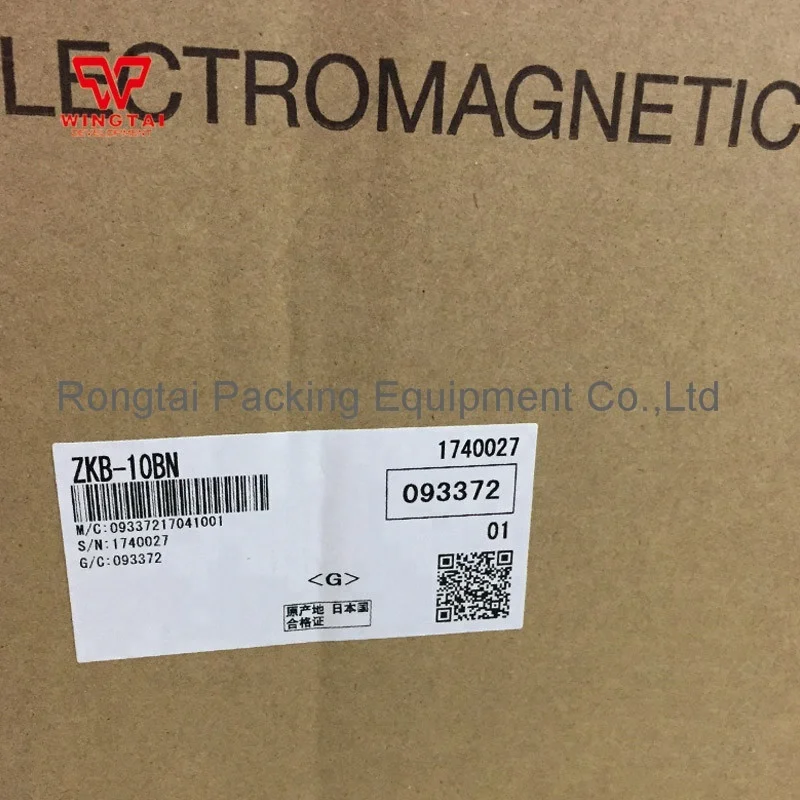 LECTROMAGNETIC
WINGTAI
DEVELOPMENT
Rongtai Packing Equipment Co.,Ltd
ZKB-10BN
1740027
093372
M/C:09337217041001
S/N:1740027
01
G/C:093372
<G>
原产地 日本国
合格证